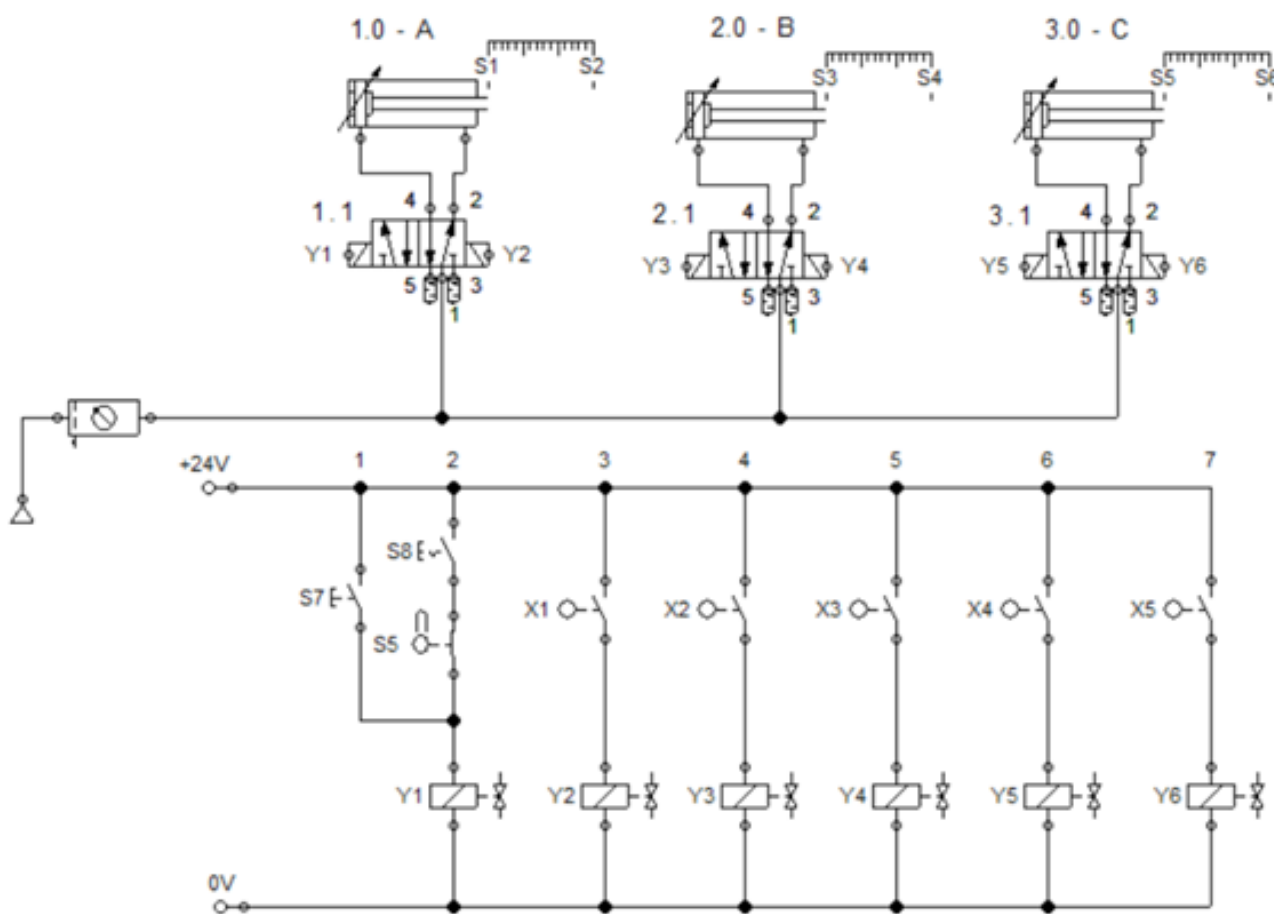 1.0 - A 2.0 - B 3.0 - C
S1 S2 S3 S4 S5 S6
4 2 4 2 4 2
1.1 2.1 3.1
Y1 Y2 Y3 Y4 Y5 Y6
5 3 5 3 5 3
1 1 1
+24V 1 2 3 4 5 6 7
S8
S7 X1 X2 X3 X4 X5
S5
Y1 Y2 Y3 Y4 Y5 Y6
0V